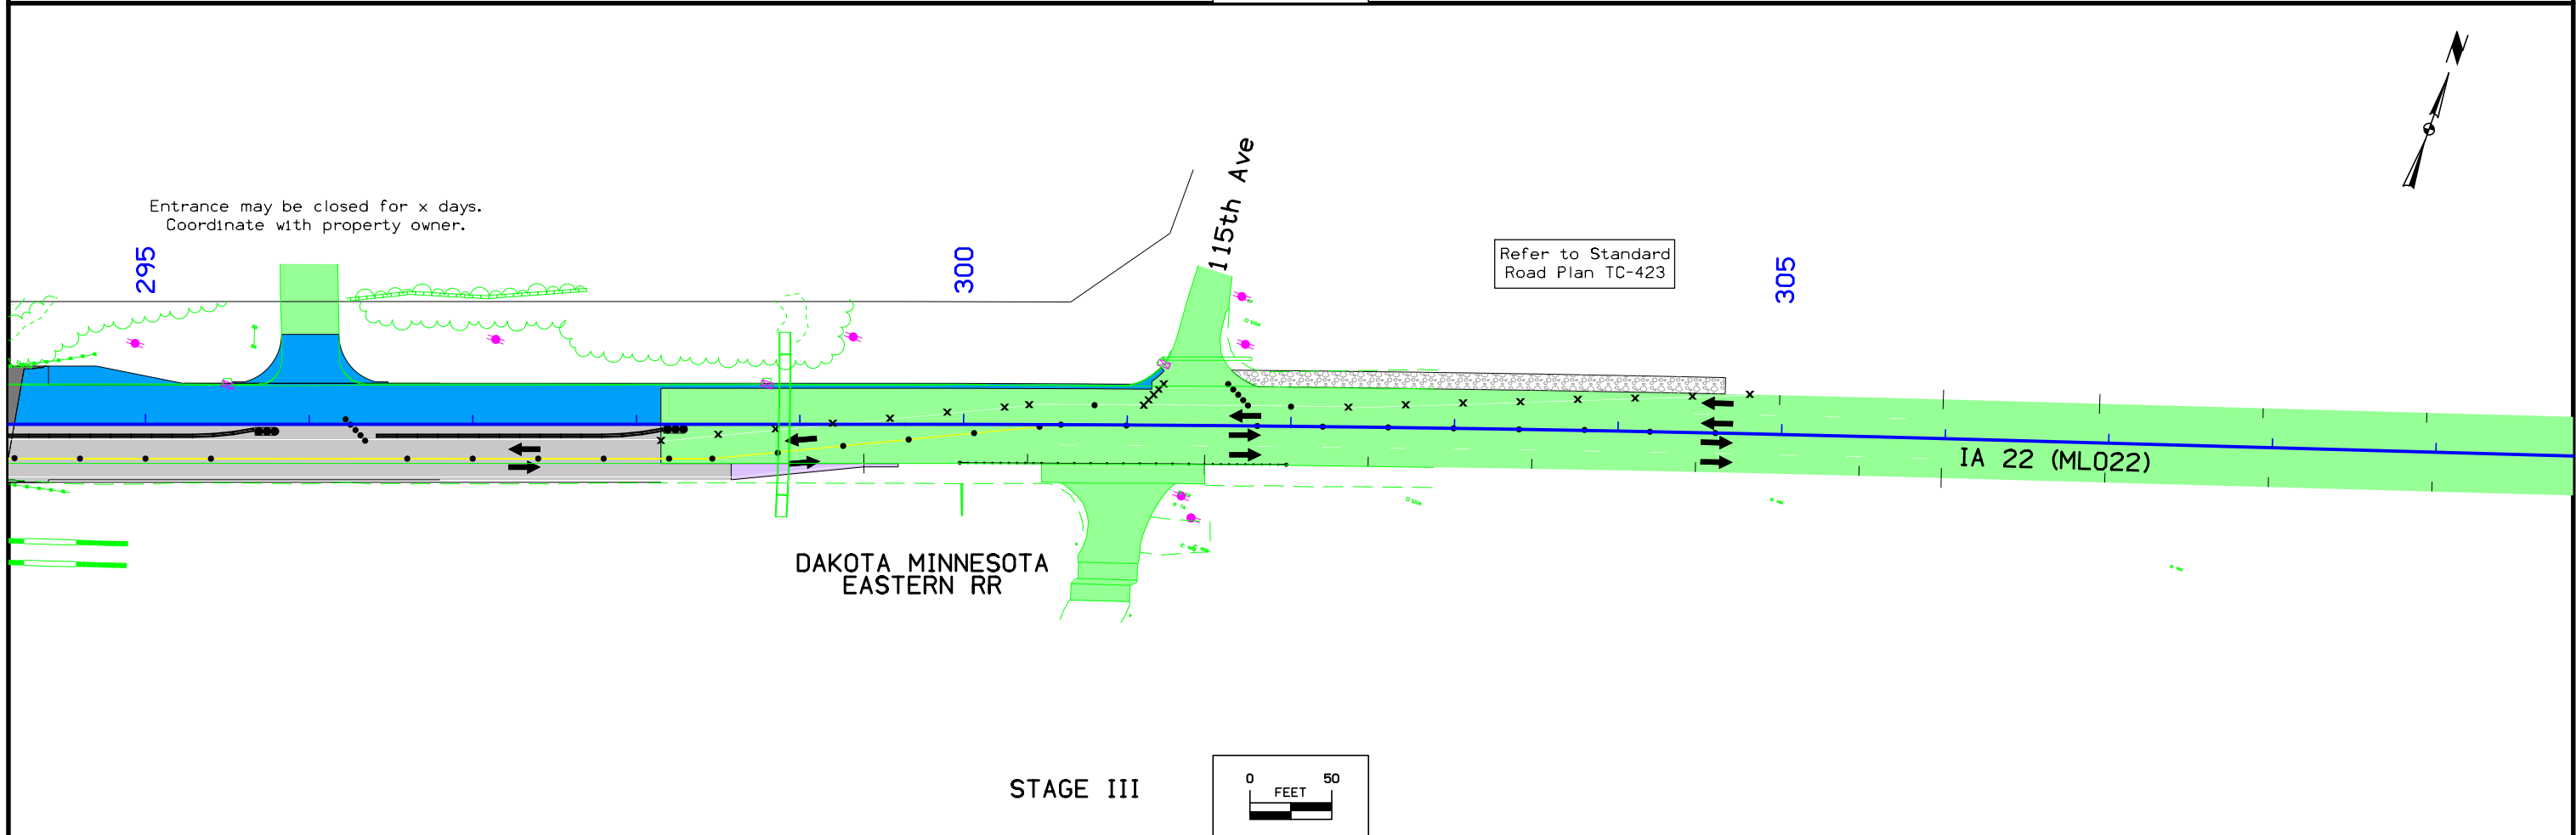 115th Ave
Entrance may be closed for x days.
Coordinate with property owner.
295
300
Refer to Standard
Road Plan TC-423
305
IA 22 (ML022)
DAKOTA MINNESOTA
EASTERN RR
STAGE III
0 50
FEET